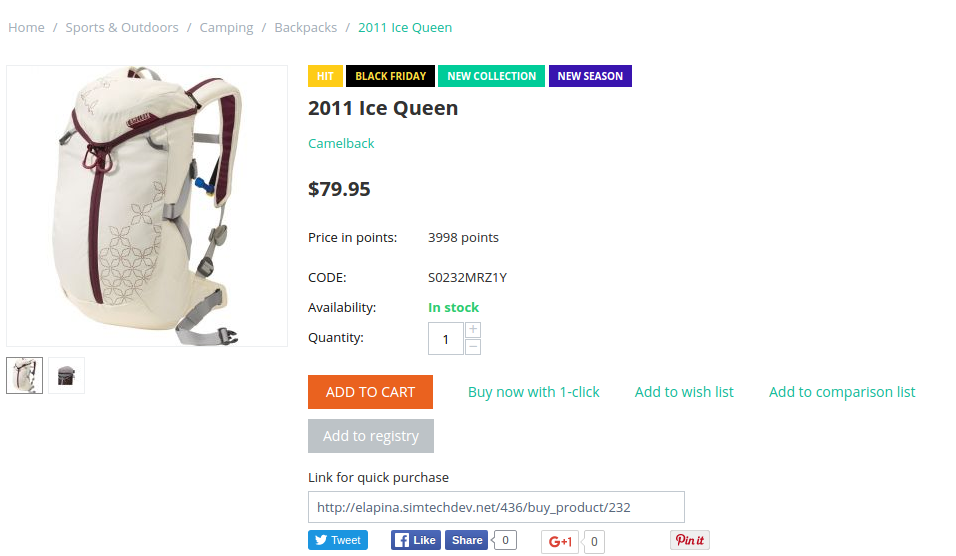 Home / Sports & Outdoors / Camping / Backpacks / 2011 Ice Queen
HIT BLACK FRIDAY NEW COLLECTION NEW SEASON
2011 Ice Queen
Camelback
$79.95
Price in points: 3998 points
CODE: S0232MRZ1Y
Availability: In stock
Quantity: 1 + −
ADD TO CART Buy now with 1-click Add to wish list Add to comparison list
Add to registry
Link for quick purchase
http://elapina.simtechdev.net/436/buy_product/232
Tweet Like Share 0 G+1 0 Pin it